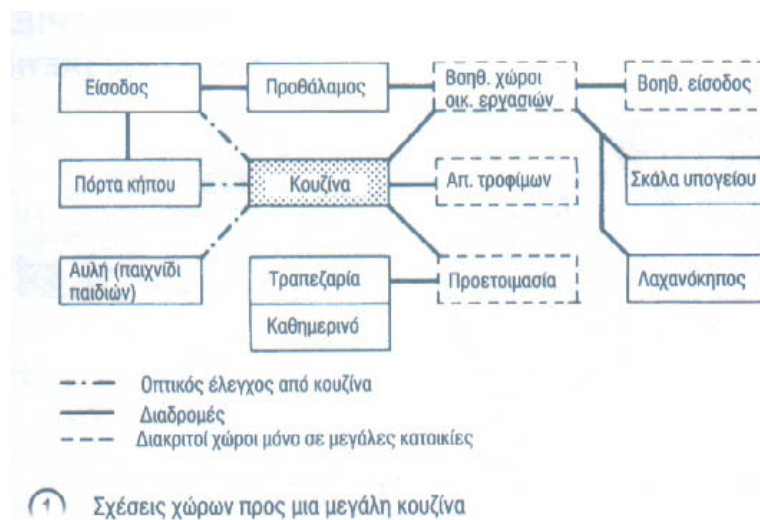 Είσοδος
Προθάλαμος
Βοηθ. χώροι
οικ. εργασιών
Βοηθ. είσοδος
Πόρτα κήπου
Κουζίνα
Απ. τροφίμων
Σκάλα υπογείου
Αυλή (παιχνίδι
παιδιών)
Τραπεζαρία
Καθημερινό
Προετοιμασία
Λαχανόκηπος
Οπτικός έλεγχος από κουζίνα
Διαδρομές
Διακριτοί χώροι μόνο σε μεγάλες κατοικίες
1 Σχέσεις χώρων προς μια μεγάλη κουζίνα